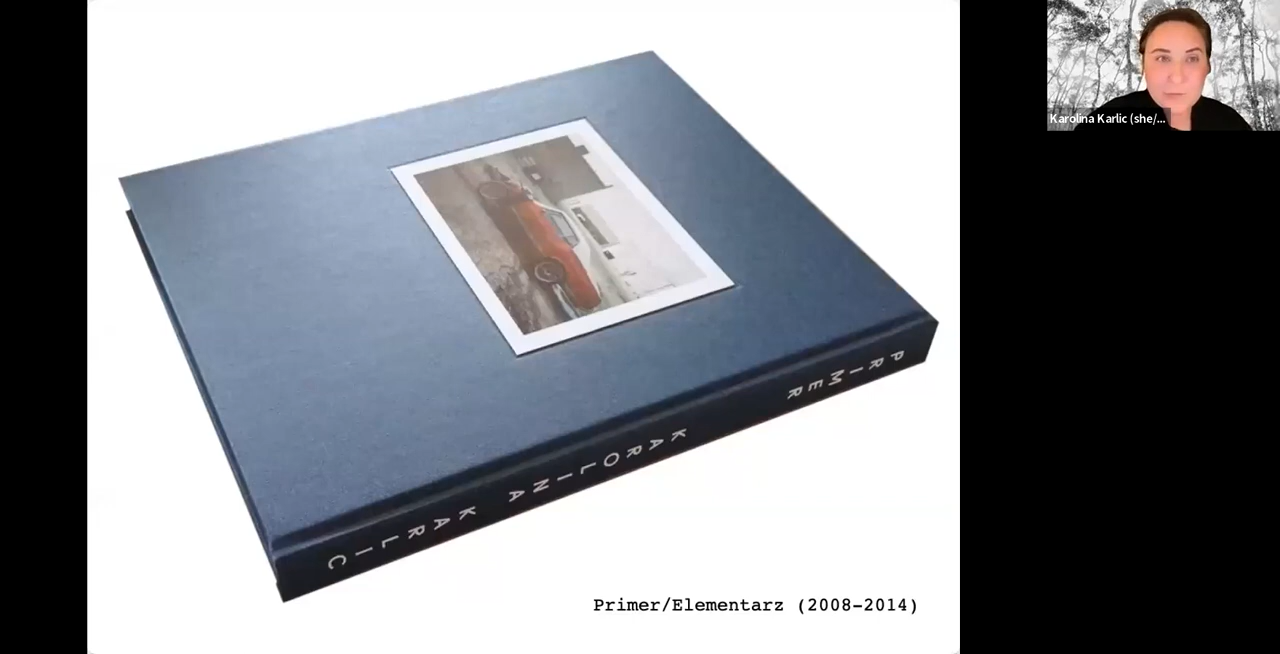 Karolina Karlic (she/...
PRIMER
KAROLINA KARLIC
Primer/Elementarz (2008-2014)